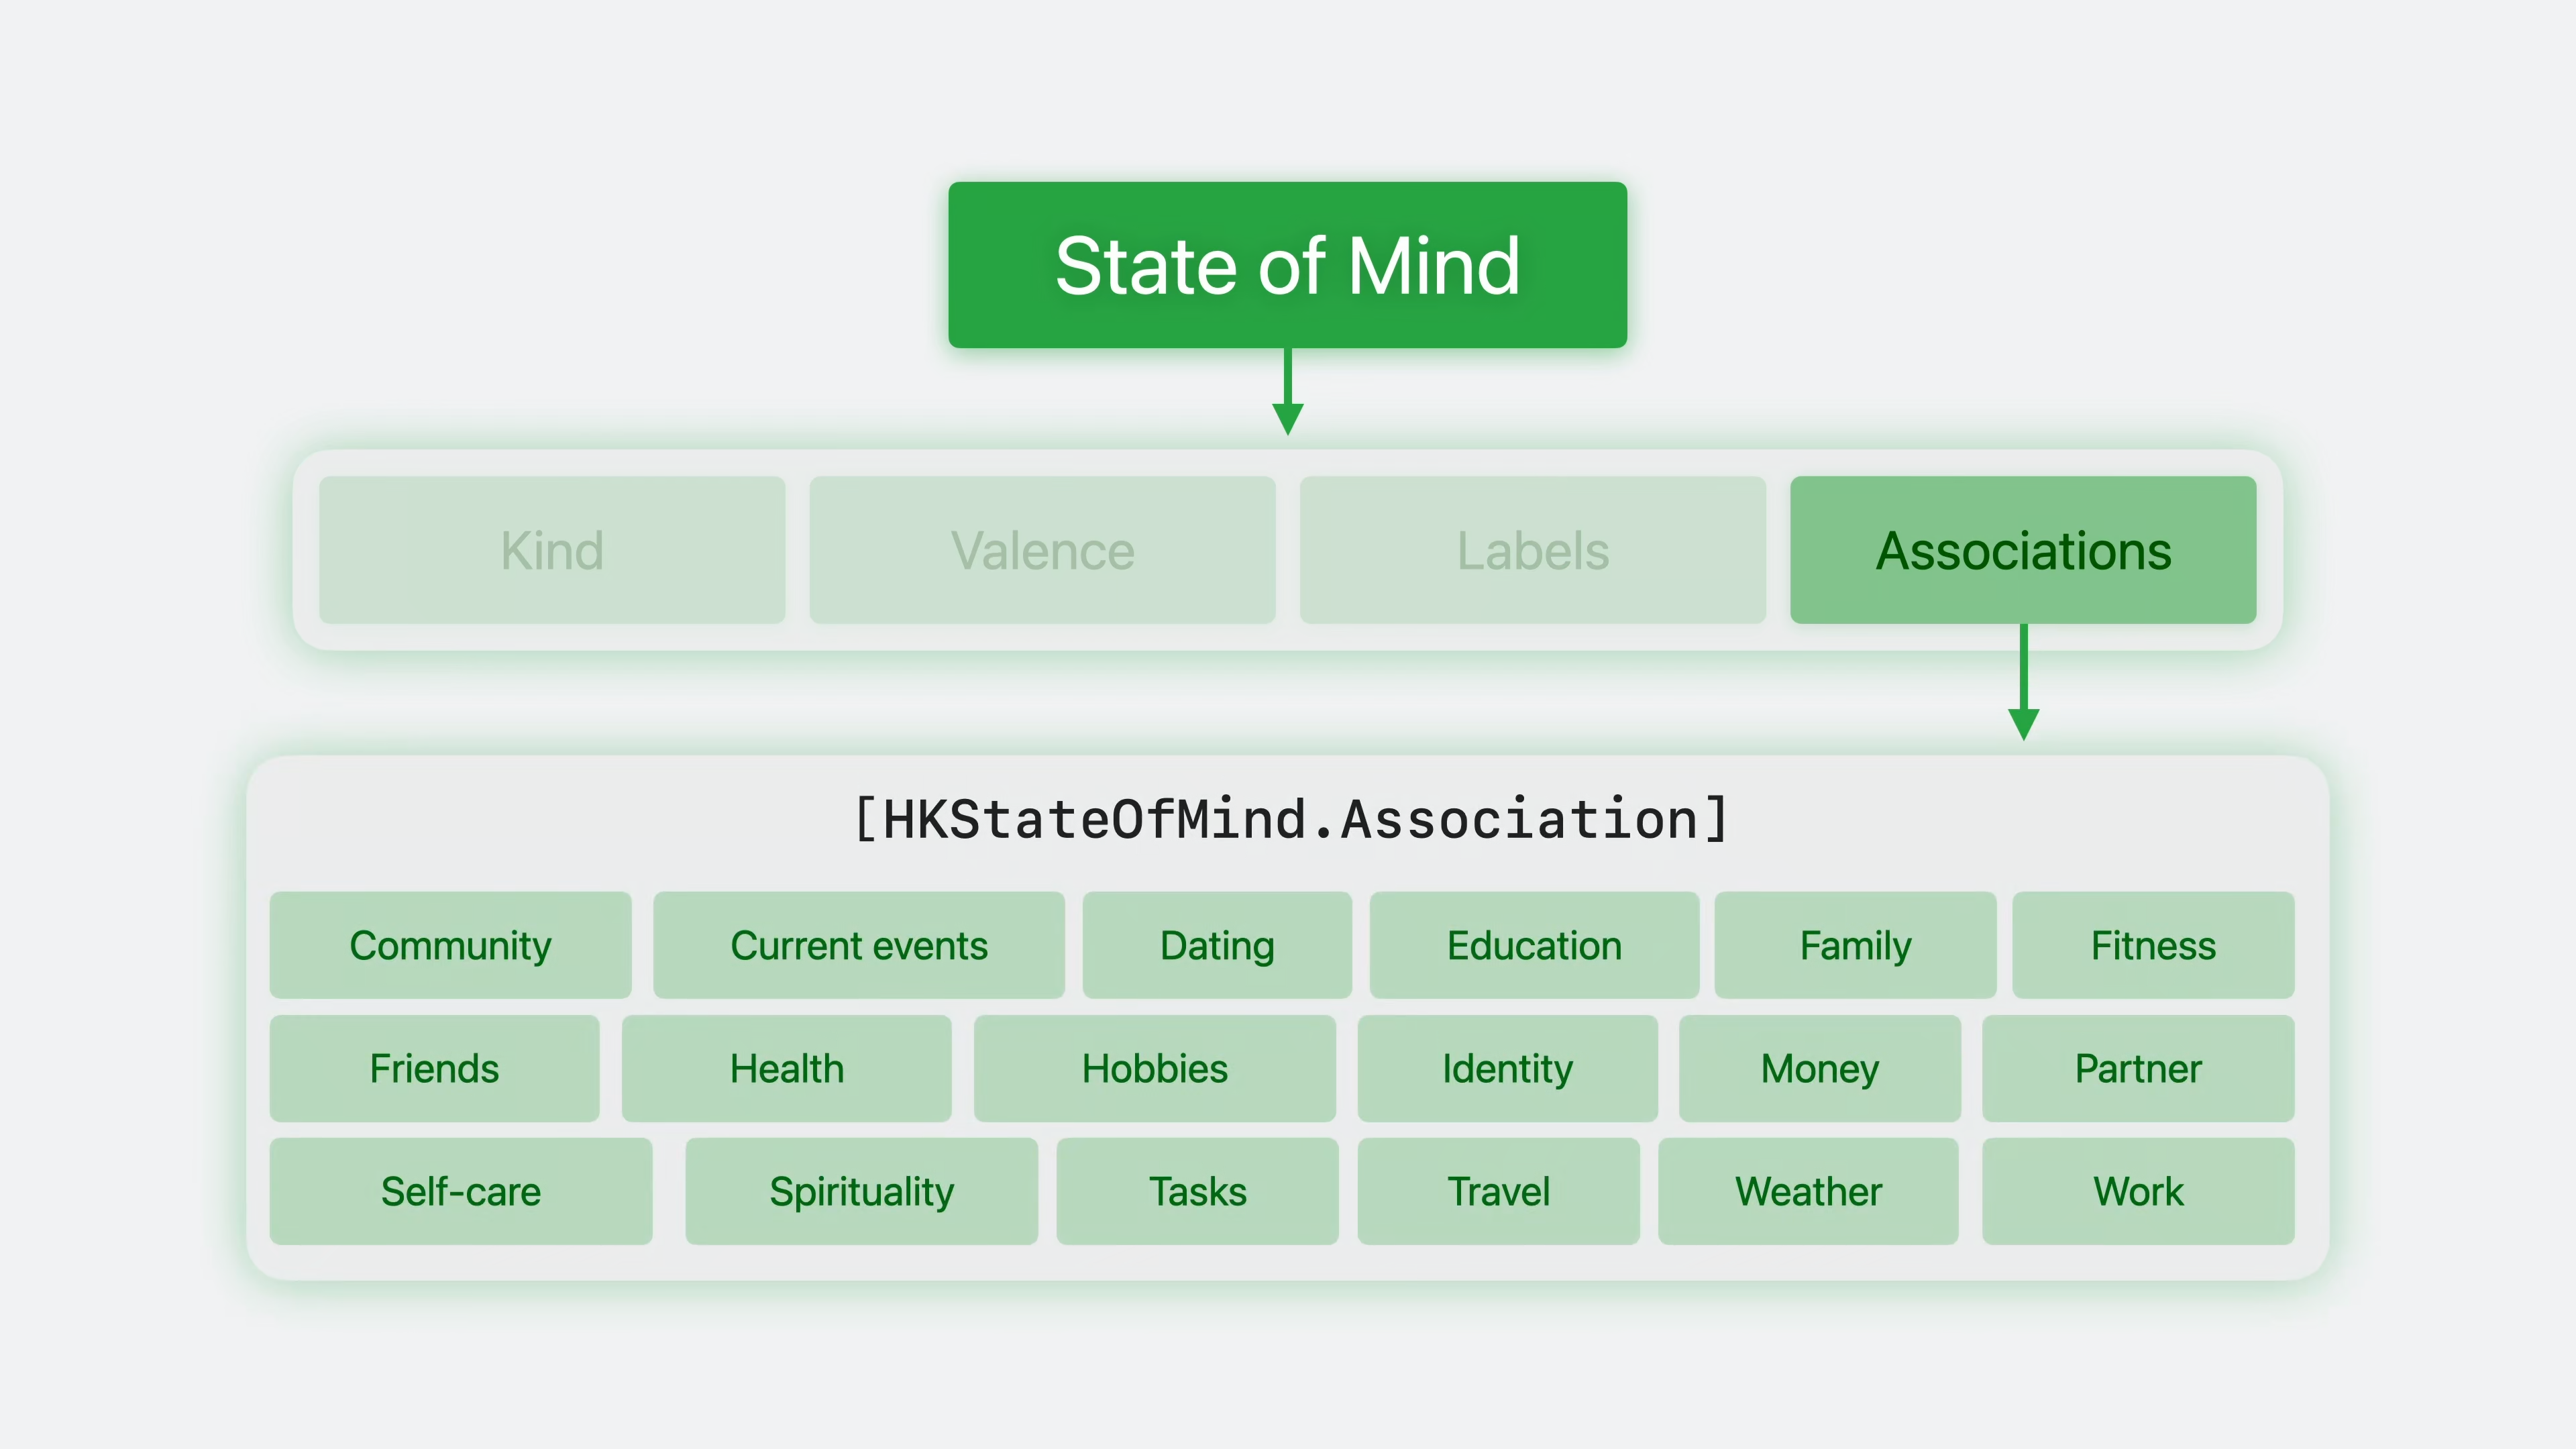 State of Mind
Kind Valence Labels Associations
[HKStateOfMind.Association]
Community Current events Dating Education Family Fitness
Friends Health Hobbies Identity Money Partner
Self-care Spirituality Tasks Travel Weather Work